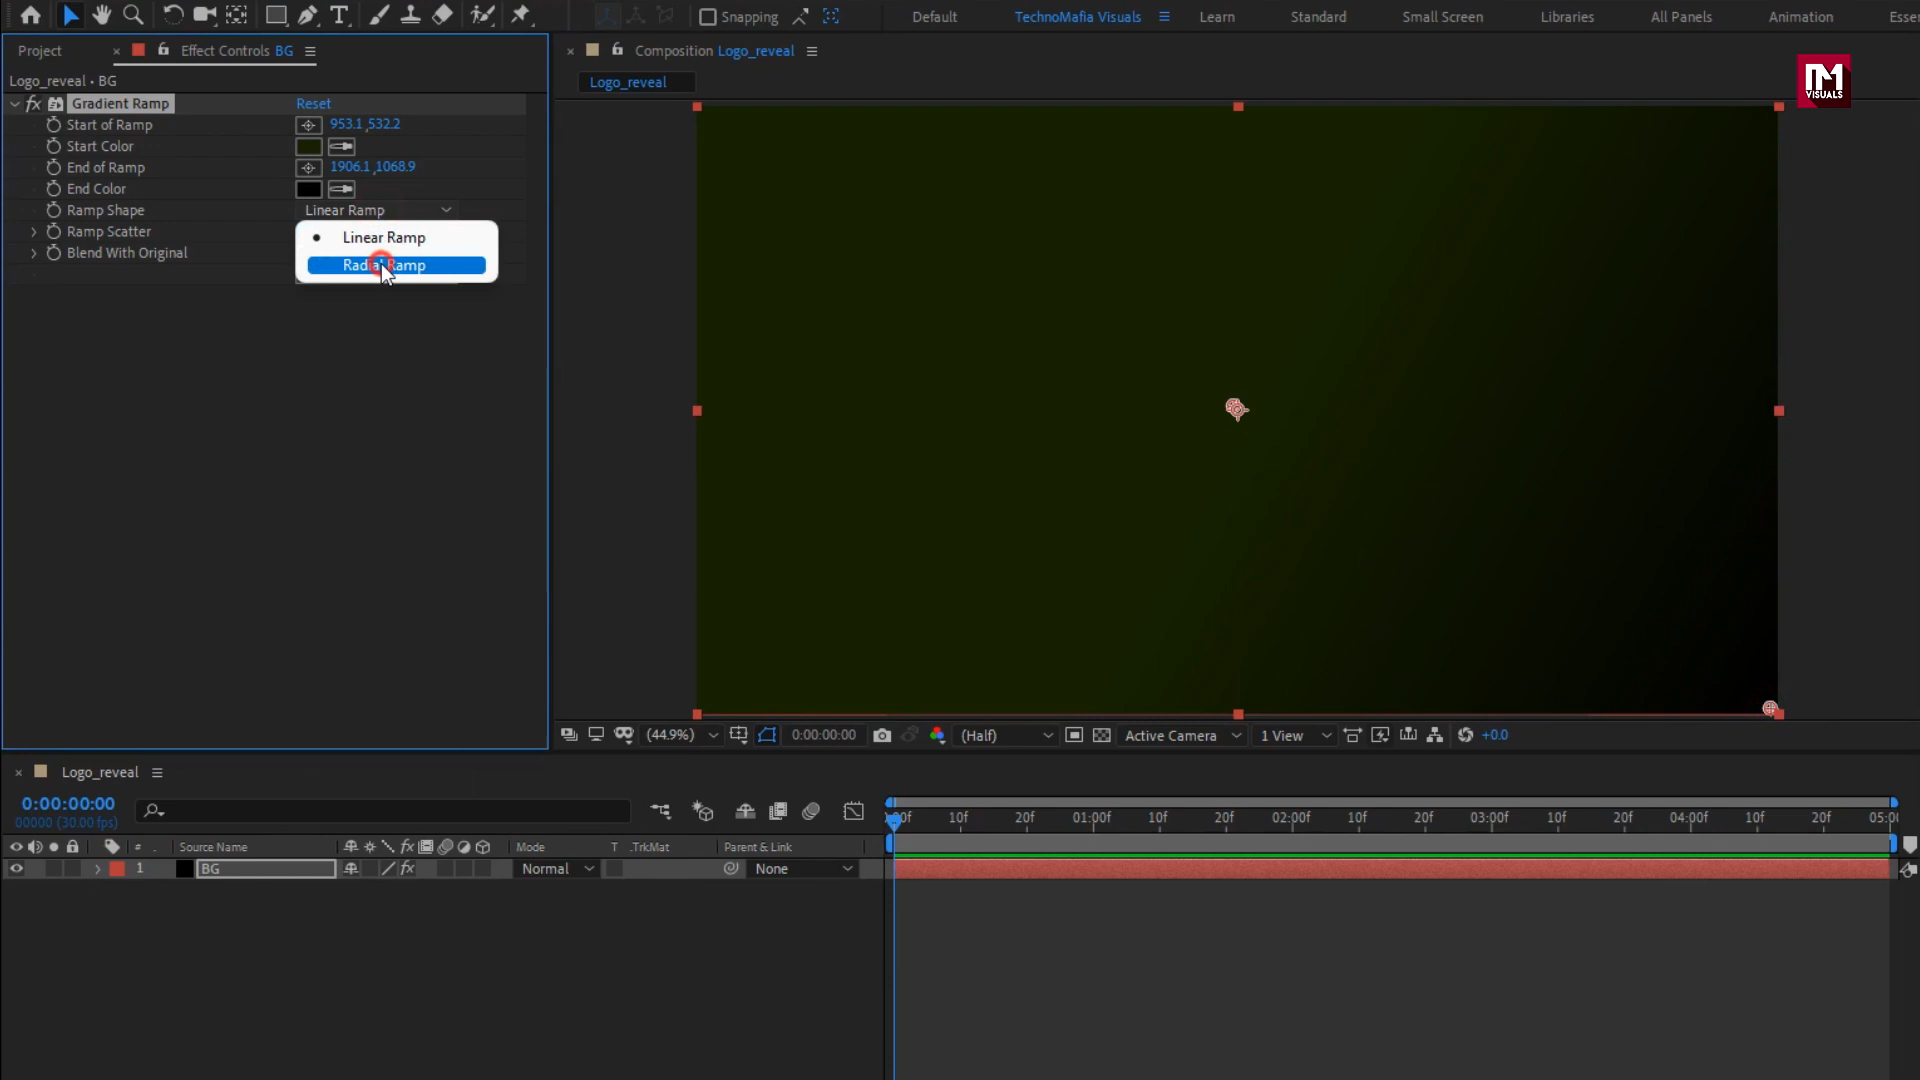 Snapping
Default
TechnoMafia Visuals
Learn
Standard
Small Screen
Libraries
All Panels
Animation
Project
Effect Controls BG
Composition Logo_reveal
Logo_reveal • BG
Logo_reveal
VISUALS
fx Gradient Ramp
Reset
Start of Ramp
953.1 ,532.2
Start Color
End of Ramp
1906.1 ,1068.9
End Color
Ramp Shape
Linear Ramp
Ramp Scatter
Linear Ramp
Blend With Original
Radial Ramp
(44.9%)
0:00:00:00
(Half)
Active Camera
1 View
+0.0
Logo_reveal
0:00:00:00
00000 (30.00 fps)
10f
20f
01:00f
10f
20f
02:00f
10f
20f
03:00f
10f
20f
04:00f
10f
20f
#
Source Name
fx
Mode
T
.TrkMat
Parent & Link
1
BG
fx
Normal
None